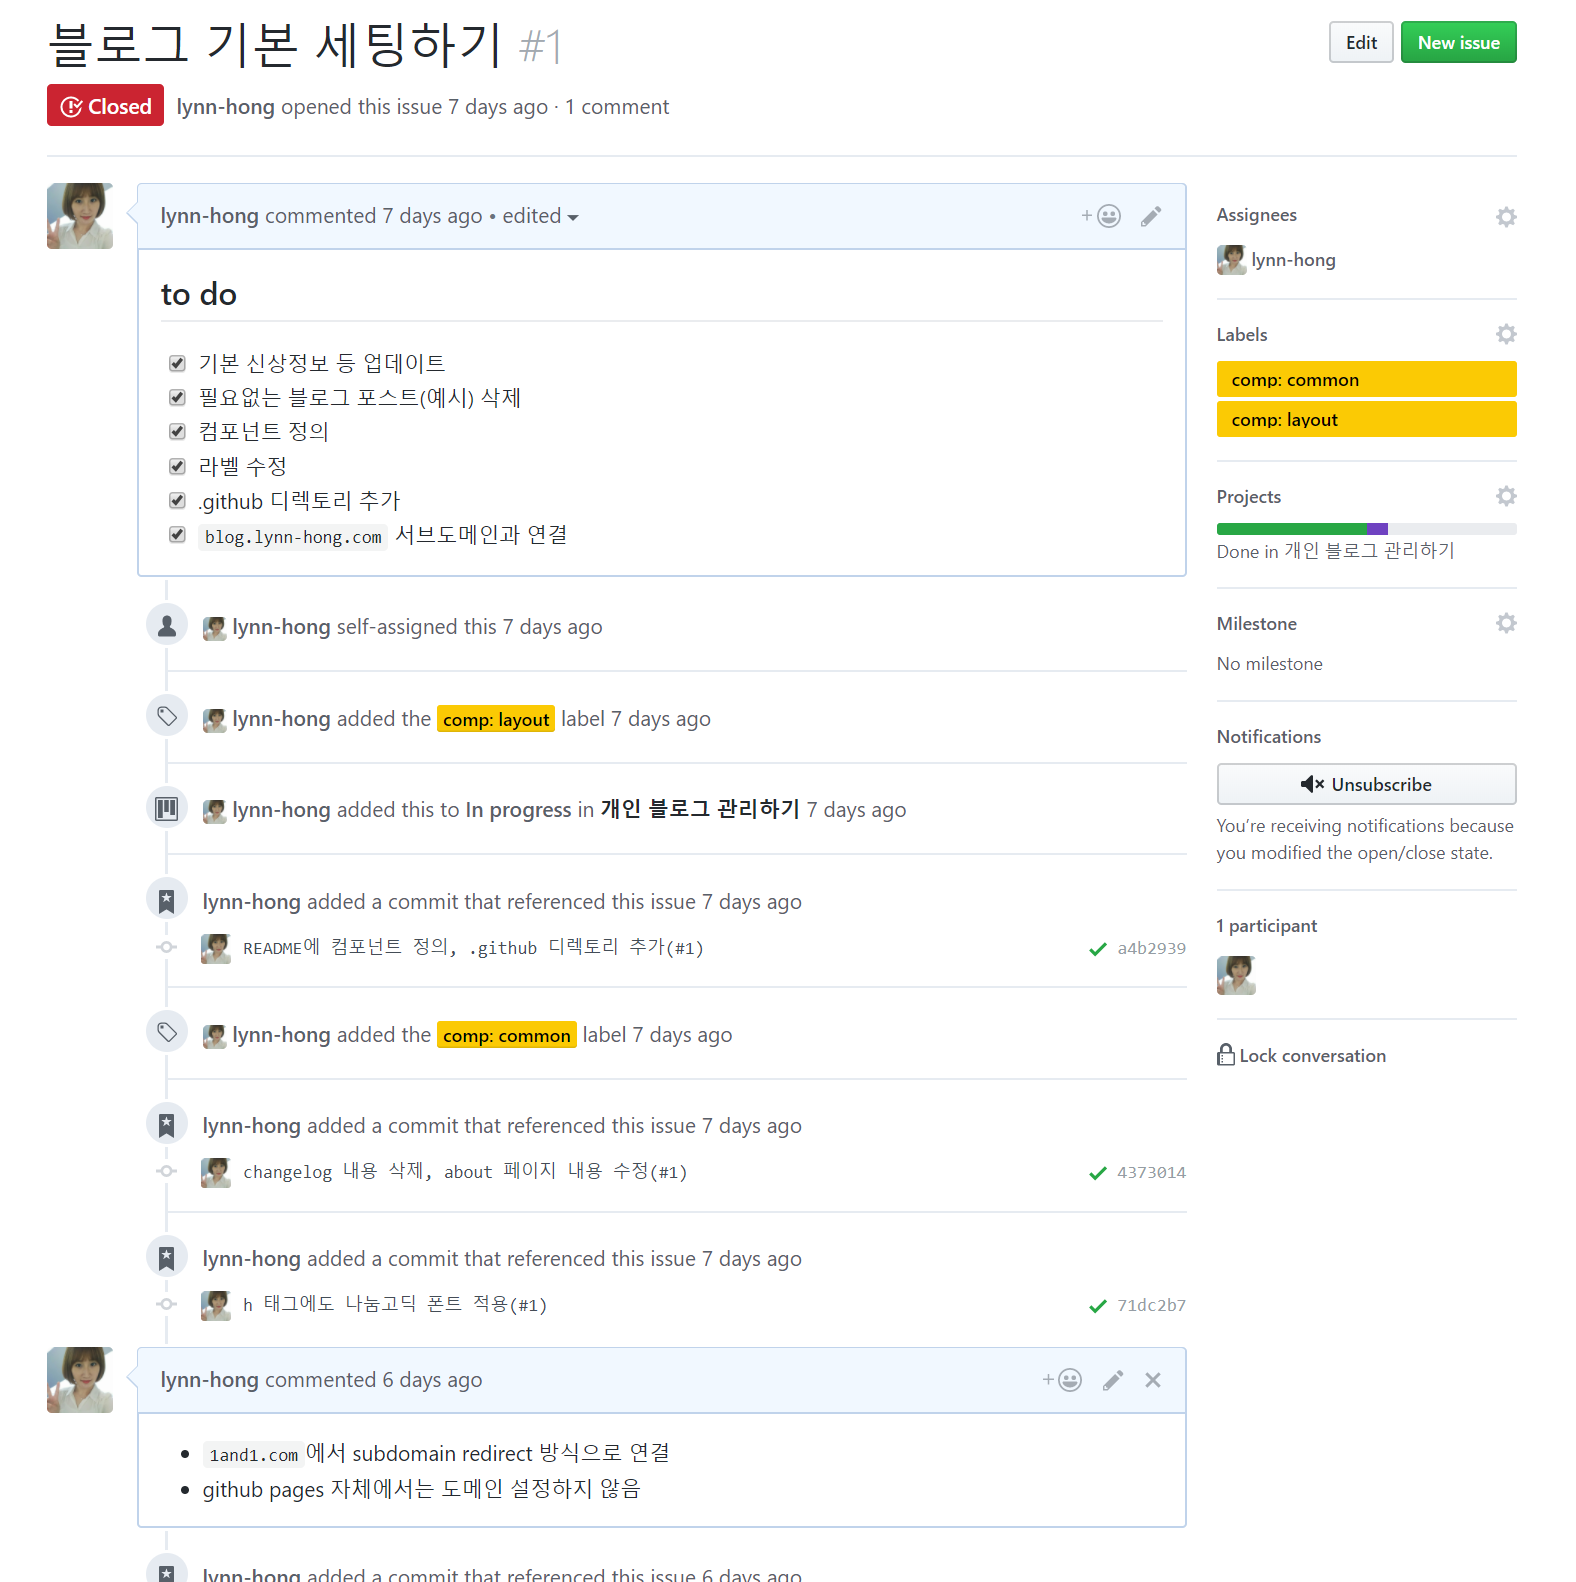 블로그 기본 세팅하기 #1
Edit
New issue
Closed
lynn-hong opened this issue 7 days ago · 1 comment
lynn-hong commented 7 days ago • edited
to do
기본 신상정보 등 업데이트
필요없는 블로그 포스트(예시) 삭제
컴포넌트 정의
라벨 수정
.github 디렉토리 추가
blog.lynn-hong.com 서브도메인과 연결
lynn-hong self-assigned this 7 days ago
lynn-hong added the comp: layout label 7 days ago
lynn-hong added this to In progress in 개인 블로그 관리하기 7 days ago
lynn-hong added a commit that referenced this issue 7 days ago
README에 컴포넌트 정의, .github 디렉토리 추가(#1)
a4b2939
lynn-hong added the comp: common label 7 days ago
lynn-hong added a commit that referenced this issue 7 days ago
changelog 내용 삭제, about 페이지 내용 수정(#1)
4373014
lynn-hong added a commit that referenced this issue 7 days ago
h 태그에도 나눔고딕 폰트 적용(#1)
71dc2b7
lynn-hong commented 6 days ago
1and1.com에서 subdomain redirect 방식으로 연결
github pages 자체에서는 도메인 설정하지 않음
lynn-hong added a commit that referenced this issue 6 days ago
Assignees
lynn-hong
Labels
comp: common
comp: layout
Projects
Done in 개인 블로그 관리하기
Milestone
No milestone
Notifications
Unsubscribe
You're receiving notifications because
you modified the open/close state.
1 participant
Lock conversation